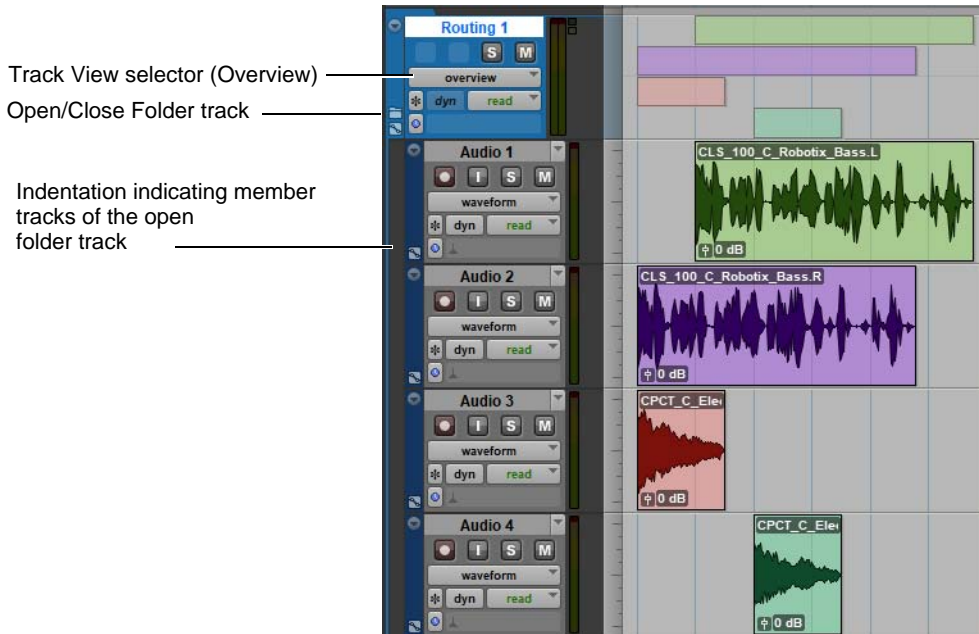 Track View selector (Overview)
Open/Close Folder track
Indentation indicating member
tracks of the open
folder track
Routing 1
S M
overview
dyn read
Audio 1
I S M
waveform
dyn read
CLS_100_C_Robotix_Bass.L
0 dB
Audio 2
I S M
waveform
dyn read
CLS_100_C_Robotix_Bass.R
0 dB
Audio 3
I S M
waveform
dyn read
CPCT_C_Ele
0 dB
Audio 4
I S M
waveform
dyn read
CPCT_C_Ele
0 dB